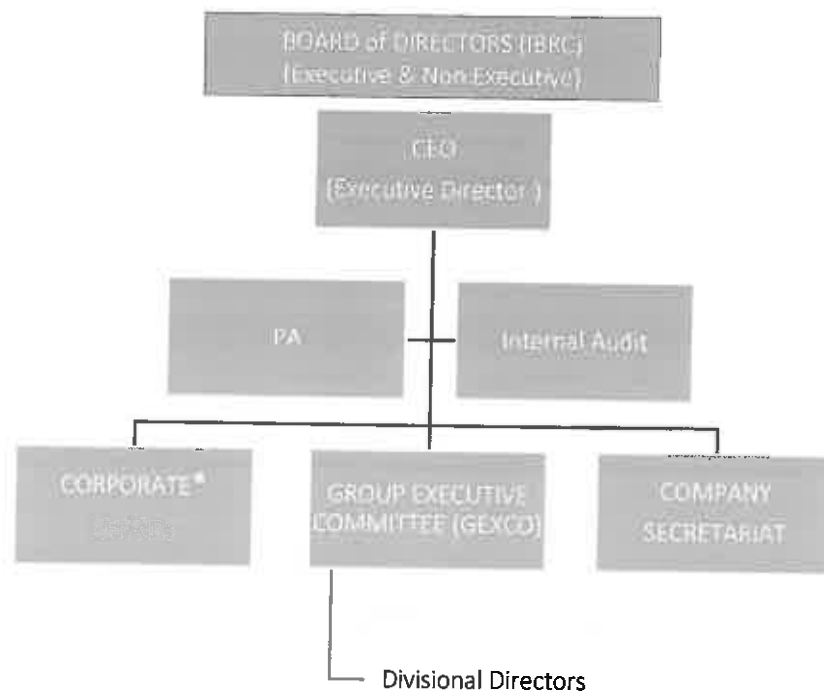 BOARD of DIRECTORS (IBRC)
(Executive & Non Executive)
CEO
(Executive Director )
PA
Internal Audit
CORPORATE*
GROUP EXECUTIVE
COMMITTEE (GEXCO)
COMPANY
SECRETARIAT
Divisional Directors